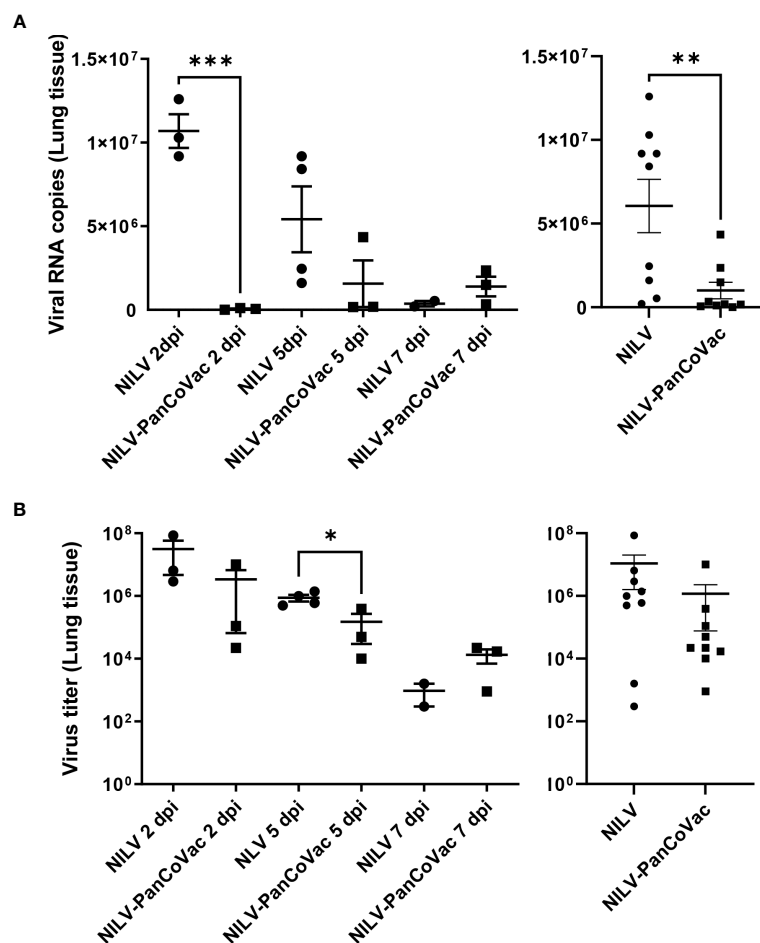 A
Viral RNA copies (Lung tissue)
1.5×10⁷
1×10⁷
5×10⁶
0
***
NILV 2dpi
NILV-PanCoVac 2 dpi
NILV 5dpi
NILV-PanCoVac 5 dpi
NILV 7 dpi
NILV-PanCoVac 7 dpi
1.5×10⁷
1×10⁷
5×10⁶
0
**
NILV
NILV-PanCoVac
B
Virus titer (Lung tissue)
10⁸
10⁶
10⁴
10²
10⁰
*
NILV 2 dpi
NILV-PanCoVac 2 dpi
NLV 5 dpi
NILV-PanCoVac 5 dpi
NILV 7 dpi
NILV-PanCoVac 7 dpi
10⁸
10⁶
10⁴
10²
10⁰
NILV
NILV-PanCoVac